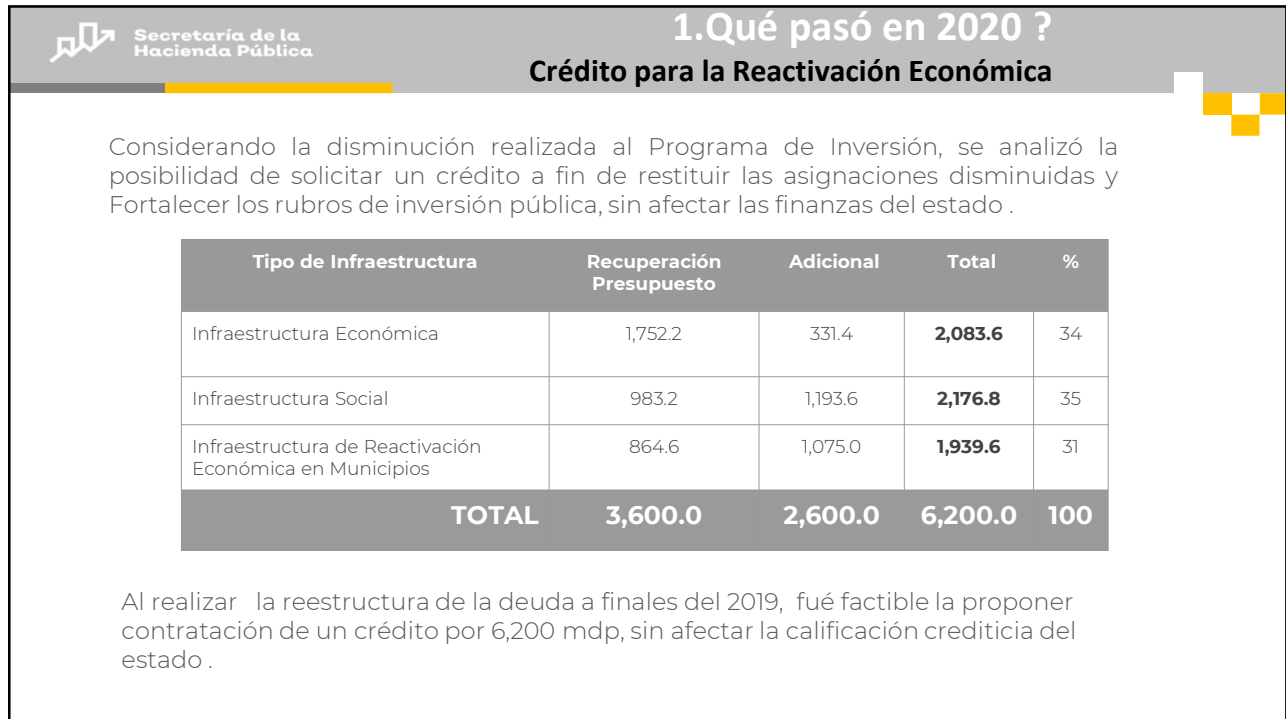 Secretaría de la
Hacienda Pública
1.Qué pasó en 2020 ?
Crédito para la Reactivación Económica
Considerando la disminución realizada al Programa de Inversión, se analizó la
posibilidad de solicitar un crédito a fin de restituir las asignaciones disminuidas y
Fortalecer los rubros de inversión pública, sin afectar las finanzas del estado .
Tipo de Infraestructura Recuperación Presupuesto Adicional Total %
Infraestructura Económica 1,752.2 331.4 2,083.6 34
Infraestructura Social 983.2 1,193.6 2,176.8 35
Infraestructura de Reactivación Económica en Municipios 864.6 1,075.0 1,939.6 31
TOTAL 3,600.0 2,600.0 6,200.0 100
Al realizar la reestructura de la deuda a finales del 2019, fué factible la proponer
contratación de un crédito por 6,200 mdp, sin afectar la calificación crediticia del
estado .